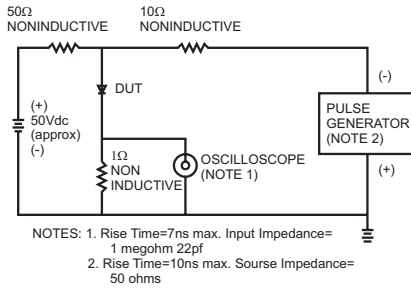 50Ω
NONINDUCTIVE
10Ω
NONINDUCTIVE
(+)
50Vdc
(approx)
(-)
DUT
1Ω
NON
INDUCTIVE
OSCILLOSCOPE
(NOTE 1)
(-)
PULSE
GENERATOR
(NOTE 2)
(+)
NOTES: 1. Rise Time=7ns max. Input Impedance=
1 megohm 22pf
2. Rise Time=10ns max. Sourse Impedance=
50 ohms